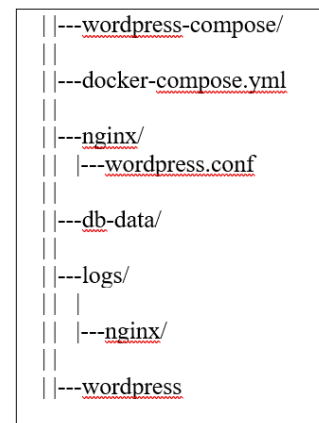 | |---wordpress-compose/
| |
| |---docker-compose.yml
| |
| |---nginx/
| |   |---wordpress.conf
| |
| |---db-data/
| |
| |---logs/
| |   |
| |   |---nginx/
| |
| |---wordpress